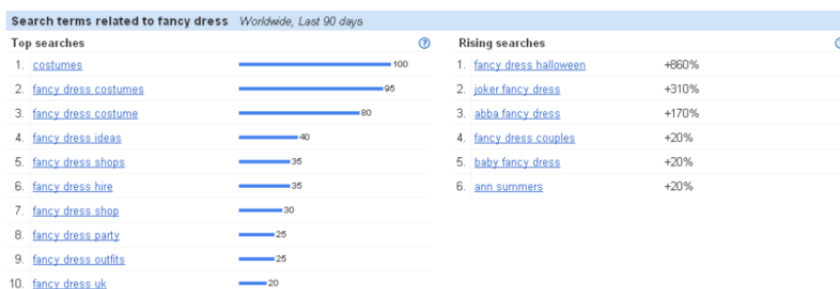 Search terms related to fancy dress Worldwide, Last 90 days
Top searches ?
1. costumes 100
2. fancy dress costumes 95
3. fancy dress costume 80
4. fancy dress ideas 40
5. fancy dress shops 35
6. fancy dress hire 35
7. fancy dress shop 30
8. fancy dress party 25
9. fancy dress outfits 25
10. fancy dress uk 20
Rising searches
1. fancy dress halloween +860%
2. joker fancy dress +310%
3. abba fancy dress +170%
4. fancy dress couples +20%
5. baby fancy dress +20%
6. ann summers +20%